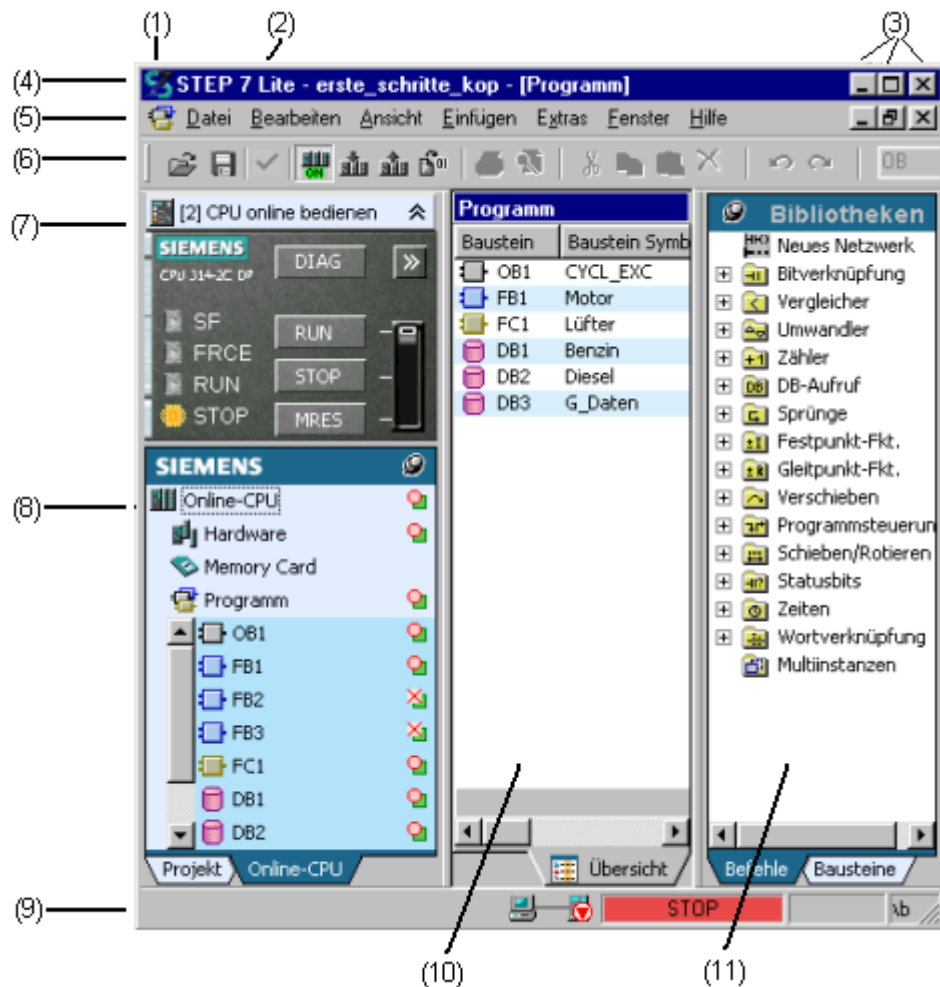 (1)
(2)
(3)
(4)
STEP 7 Lite - erste_schritte_kop - [Programm]
(5)
Datei Bearbeiten Ansicht Einfügen Extras Fenster Hilfe
(6)
ON
OB
(7)
[2] CPU online bedienen
SIEMENS
CPU 314-2C DP
DIAG
SF
FRCE
RUN
STOP
RUN
STOP
MRES
(8)
SIEMENS
Online-CPU
Hardware
Memory Card
Programm
OB1
FB1
FB2
FB3
FC1
DB1
DB2
Projekt
Online-CPU
Programm
Baustein Baustein Symb
OB1 CYCL_EXC
FB1 Motor
FC1 Lüfter
DB1 Benzin
DB2 Diesel
DB3 G_Daten
Übersicht
Bibliotheken
Neues Netzwerk
Bitverknüpfung
Vergleicher
Umwandler
Zähler
DB-Aufruf
Sprünge
Festpunkt-Fkt.
Gleitpunkt-Fkt.
Verschieben
Programmsteuerun
Schieben/Rotieren
Statusbits
Zeiten
Wortverknüpfung
Multiinstanzen
Befehle
Bausteine
(9)
STOP
\b
(10)
(11)